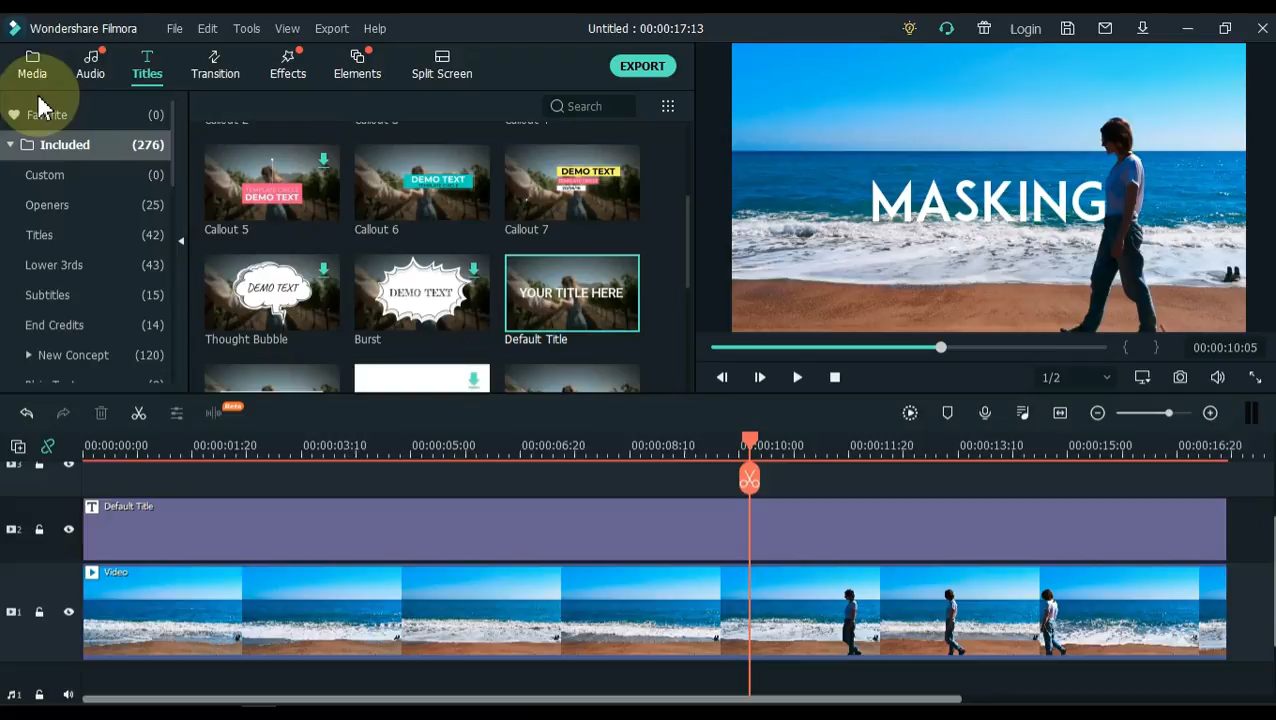 Wondershare Filmora
File
Edit
Tools
View
Export
Help
Untitled : 00:00:17:13
Login
Media
Audio
Titles
Transition
Effects
Elements
Split Screen
EXPORT
(0)
Included (276)
Custom (0)
Openers (25)
Titles (42)
Lower 3rds (43)
Subtitles (15)
End Credits (14)
New Concept (120)
Search
DEMO TEXT
TEMPLATE CIRCLE
DEMO TEXT
DEMO TEXT
Callout 5
Callout 6
Callout 7
DEMO TEXT
DEMO TEXT
YOUR TITLE HERE
Thought Bubble
Burst
Default Title
MASKING
00:00:10:05
1/2
Beta
00:00:00:00
00:00:01:20
00:00:03:10
00:00:05:00
00:00:06:20
00:00:08:10
00:00:10:00
00:00:11:20
00:00:13:10
00:00:15:00
00:00:16:20
2
Default Title
1
Video
1